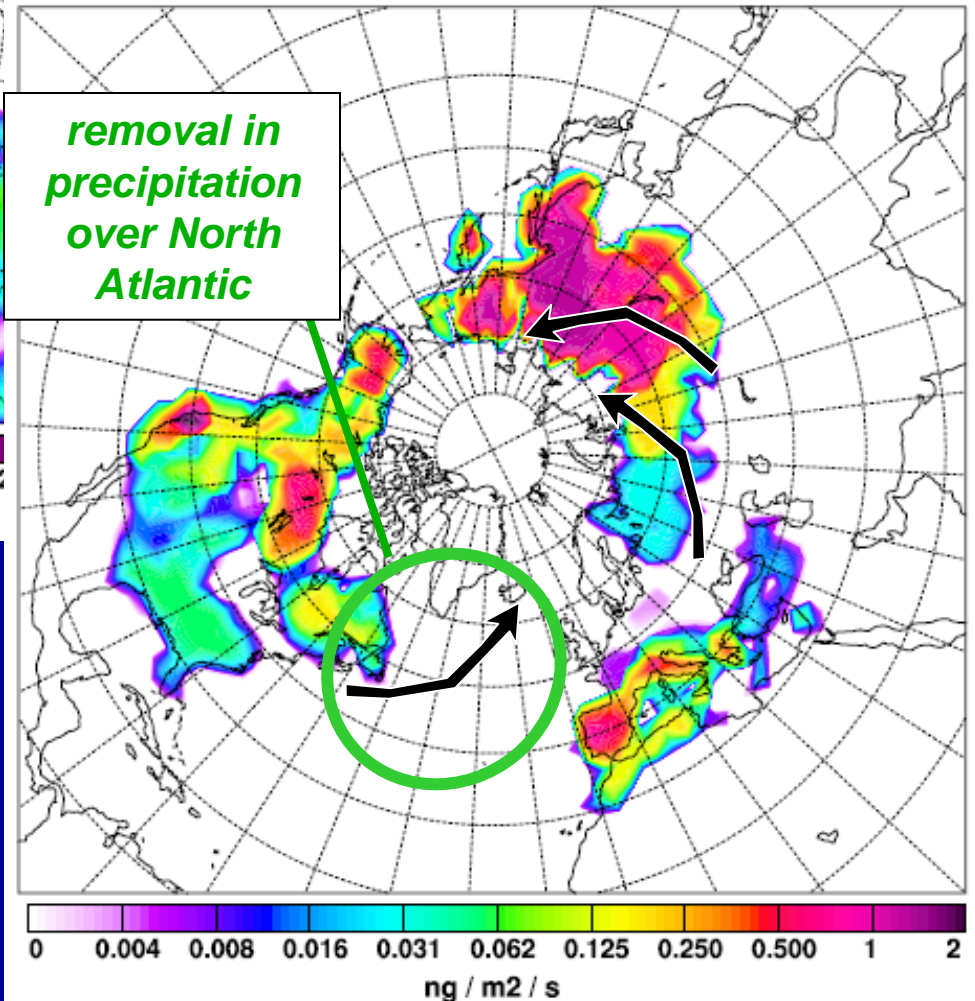 removal in
precipitation
over North
Atlantic
0 0.004 0.008 0.016 0.031 0.062 0.125 0.250 0.500 1 2
ng / m2 / s